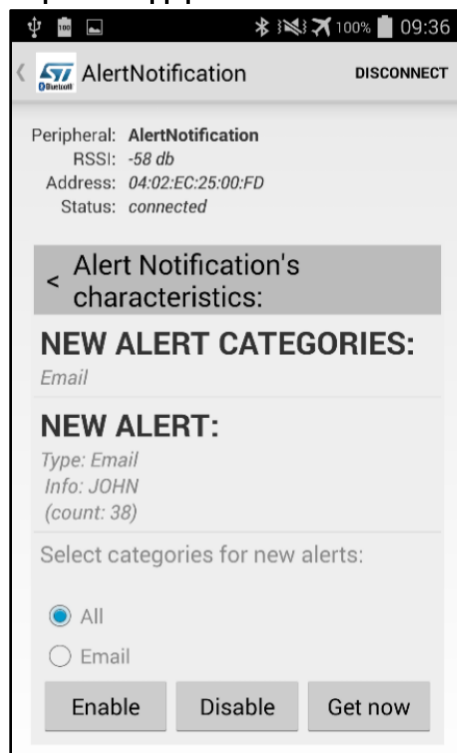 100% 09:36
AlertNotification DISCONNECT
Peripheral: AlertNotification
RSSI: -58 db
Address: 04:02:EC:25:00:FD
Status: connected
< Alert Notification's
characteristics:
NEW ALERT CATEGORIES:
Email
NEW ALERT:
Type: Email
Info: JOHN
(count: 38)
Select categories for new alerts:
All
Email
Enable Disable Get now